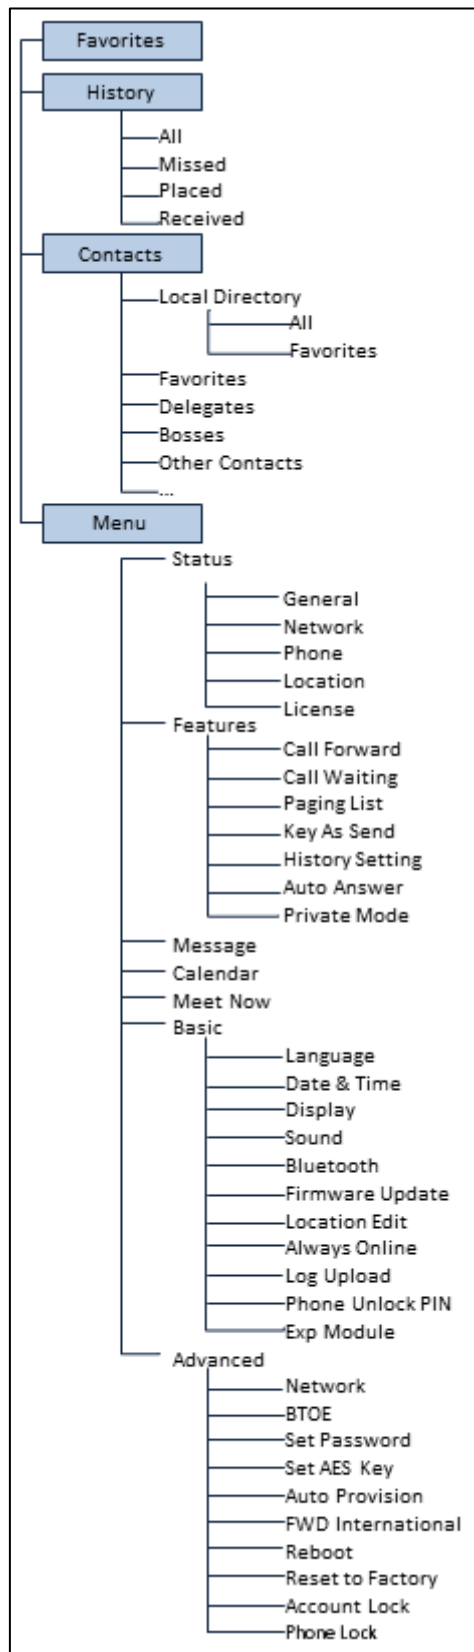 Favorites
History
All
Missed
Placed
Received
Contacts
Local Directory
All
Favorites
Favorites
Delegates
Bosses
Other Contacts
...
Menu
Status
General
Network
Phone
Location
License
Features
Call Forward
Call Waiting
Paging List
Key As Send
History Setting
Auto Answer
Private Mode
Message
Calendar
Meet Now
Basic
Language
Date & Time
Display
Sound
Bluetooth
Firmware Update
Location Edit
Always Online
Log Upload
Phone Unlock PIN
Exp Module
Advanced
Network
BTOE
Set Password
Set AES Key
Auto Provision
FWD International
Reboot
Reset to Factory
Account Lock
Phone Lock